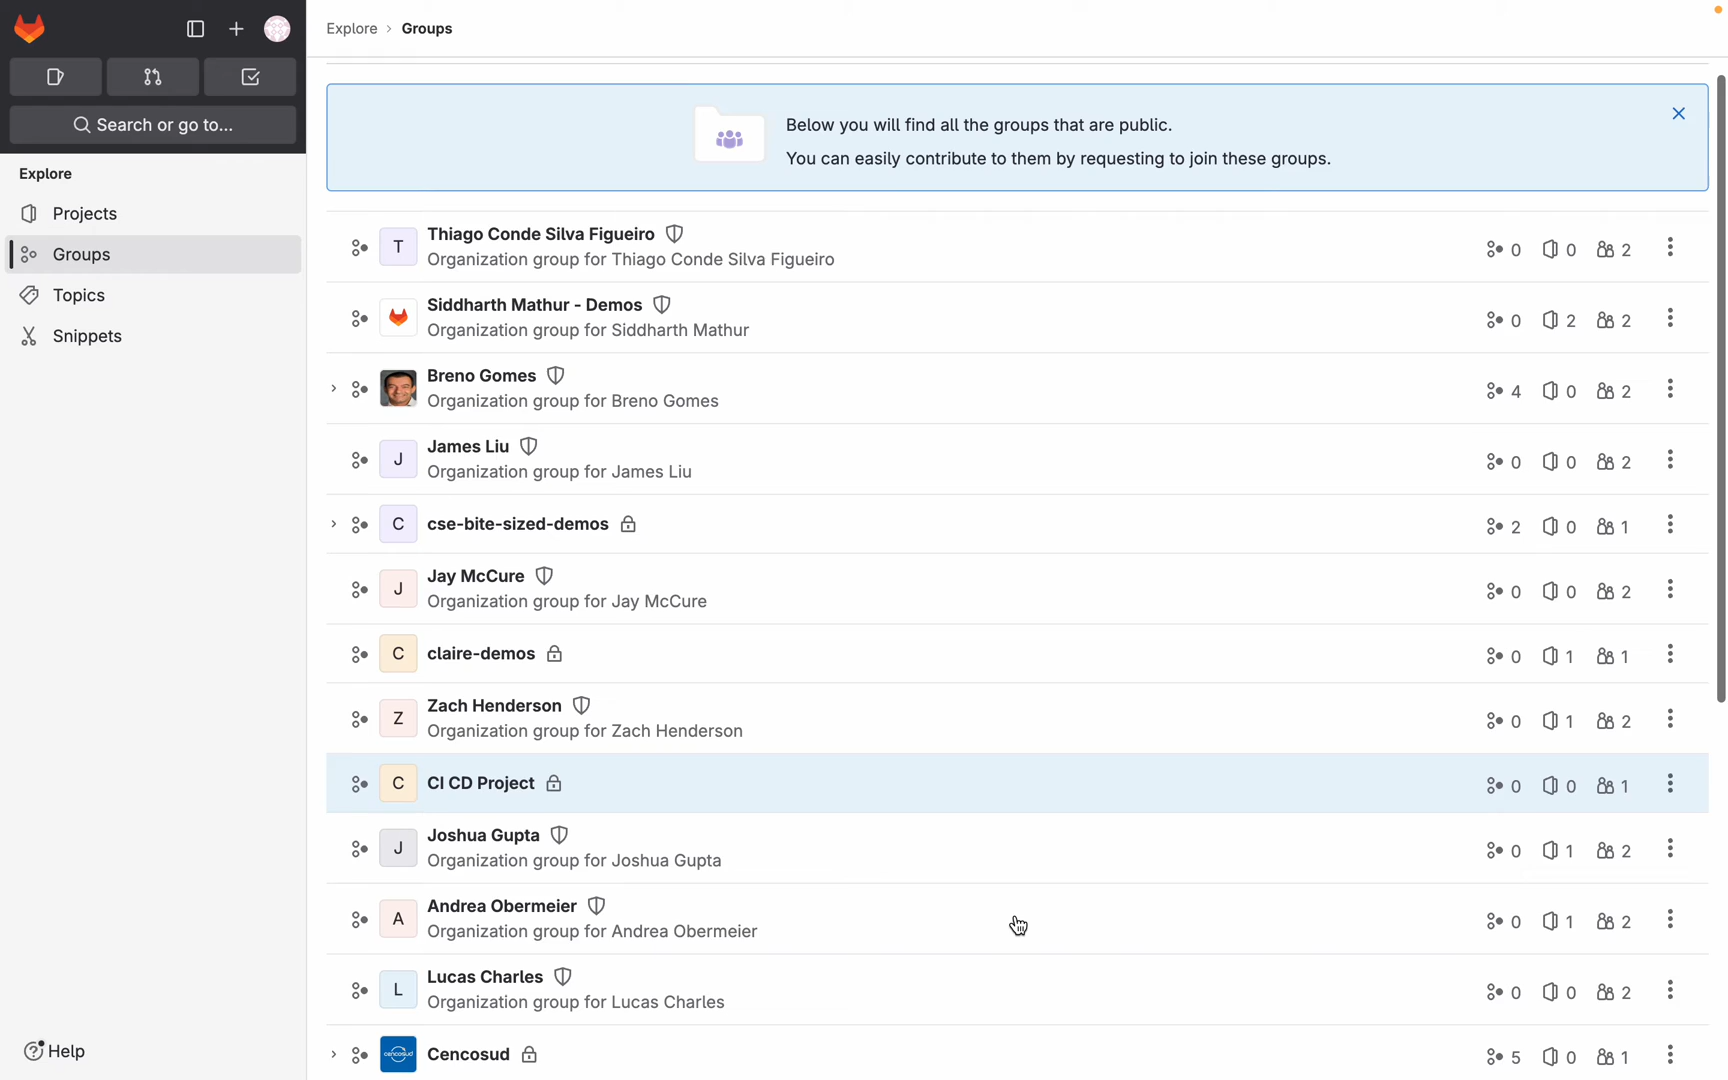 Explore › Groups
Search or go to...
Explore
Projects
Groups
Topics
Snippets
Help
Below you will find all the groups that are public.
You can easily contribute to them by requesting to join these groups.
T Thiago Conde Silva Figueiro 0 0 2
Organization group for Thiago Conde Silva Figueiro
Siddharth Mathur - Demos 0 2 2
Organization group for Siddharth Mathur
Breno Gomes 4 0 2
Organization group for Breno Gomes
J James Liu 0 0 2
Organization group for James Liu
C cse-bite-sized-demos 2 0 1
J Jay McCure 0 0 2
Organization group for Jay McCure
C claire-demos 0 1 1
Z Zach Henderson 0 1 2
Organization group for Zach Henderson
C CI CD Project 0 0 1
J Joshua Gupta 0 1 2
Organization group for Joshua Gupta
A Andrea Obermeier 0 1 2
Organization group for Andrea Obermeier
L Lucas Charles 0 0 2
Organization group for Lucas Charles
cencosud Cencosud 5 0 1